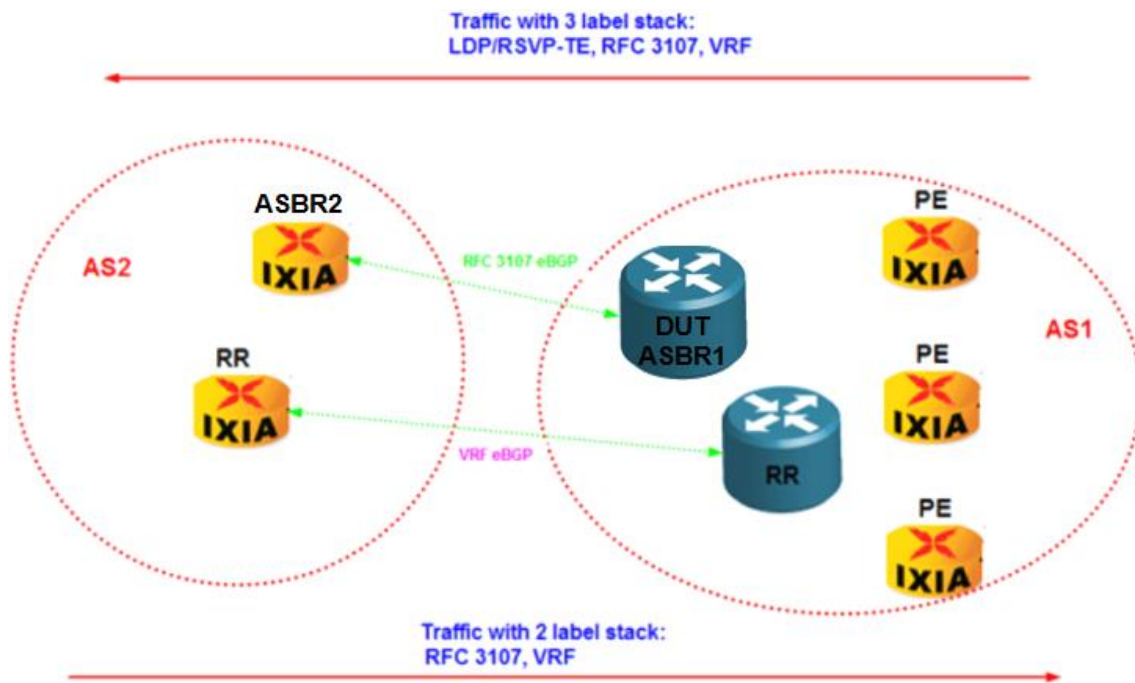 Traffic with 3 label stack:
LDP/RSVP-TE, RFC 3107, VRF
ASBR2
IXIA
AS2
RFC 3107 eBGP
DUT
ASBR1
PE
IXIA
AS1
RR
IXIA
VRF eBGP
RR
PE
IXIA
PE
IXIA
Traffic with 2 label stack:
RFC 3107, VRF